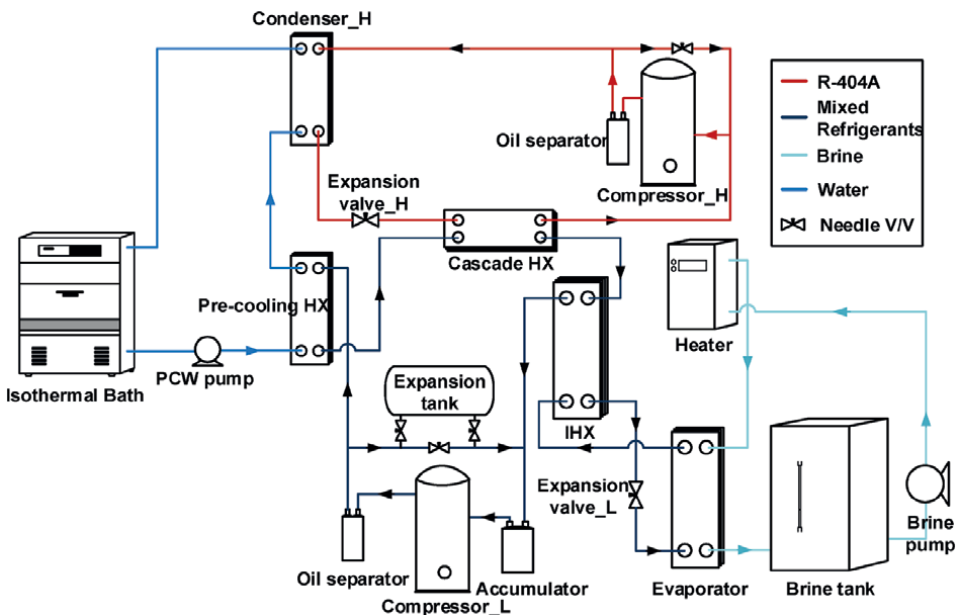 Condenser_H
R-404A
Mixed
Refrigerants
Brine
Water
Needle V/V
Oil separator
Compressor_H
Expansion
valve_H
Cascade HX
Pre-cooling HX
Heater
PCW pump
Isothermal Bath
Expansion
tank
IHX
Expansion
valve_L
Brine
pump
Oil separator
Accumulator
Compressor_L
Evaporator
Brine tank